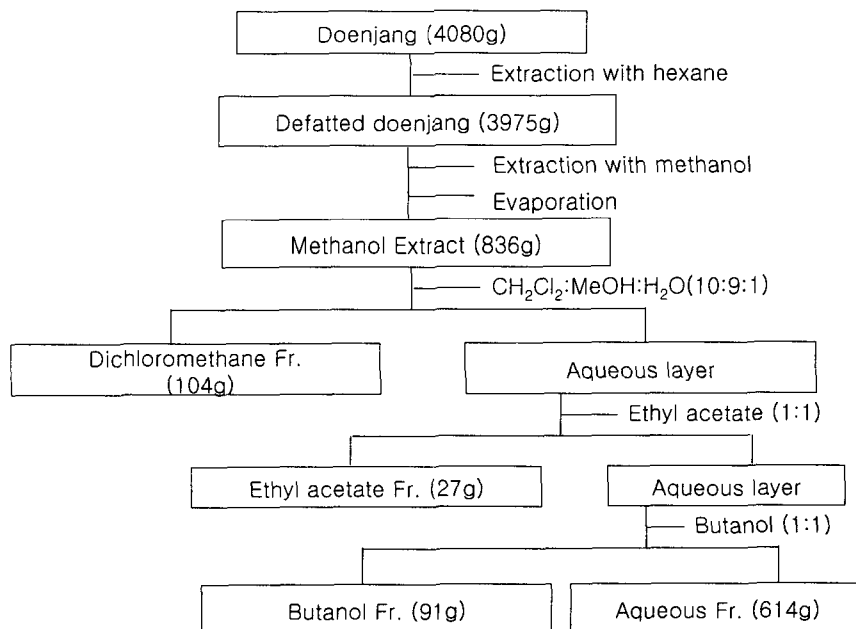 Doenjang (4080g)
Extraction with hexane
Defatted doenjang (3975g)
Extraction with methanol
Evaporation
Methanol Extract (836g)
CH₂Cl₂:MeOH:H₂O(10:9:1)
Dichloromethane Fr.
(104g)
Aqueous layer
Ethyl acetate (1:1)
Ethyl acetate Fr. (27g)
Aqueous layer
Butanol (1:1)
Butanol Fr. (91g)
Aqueous Fr. (614g)